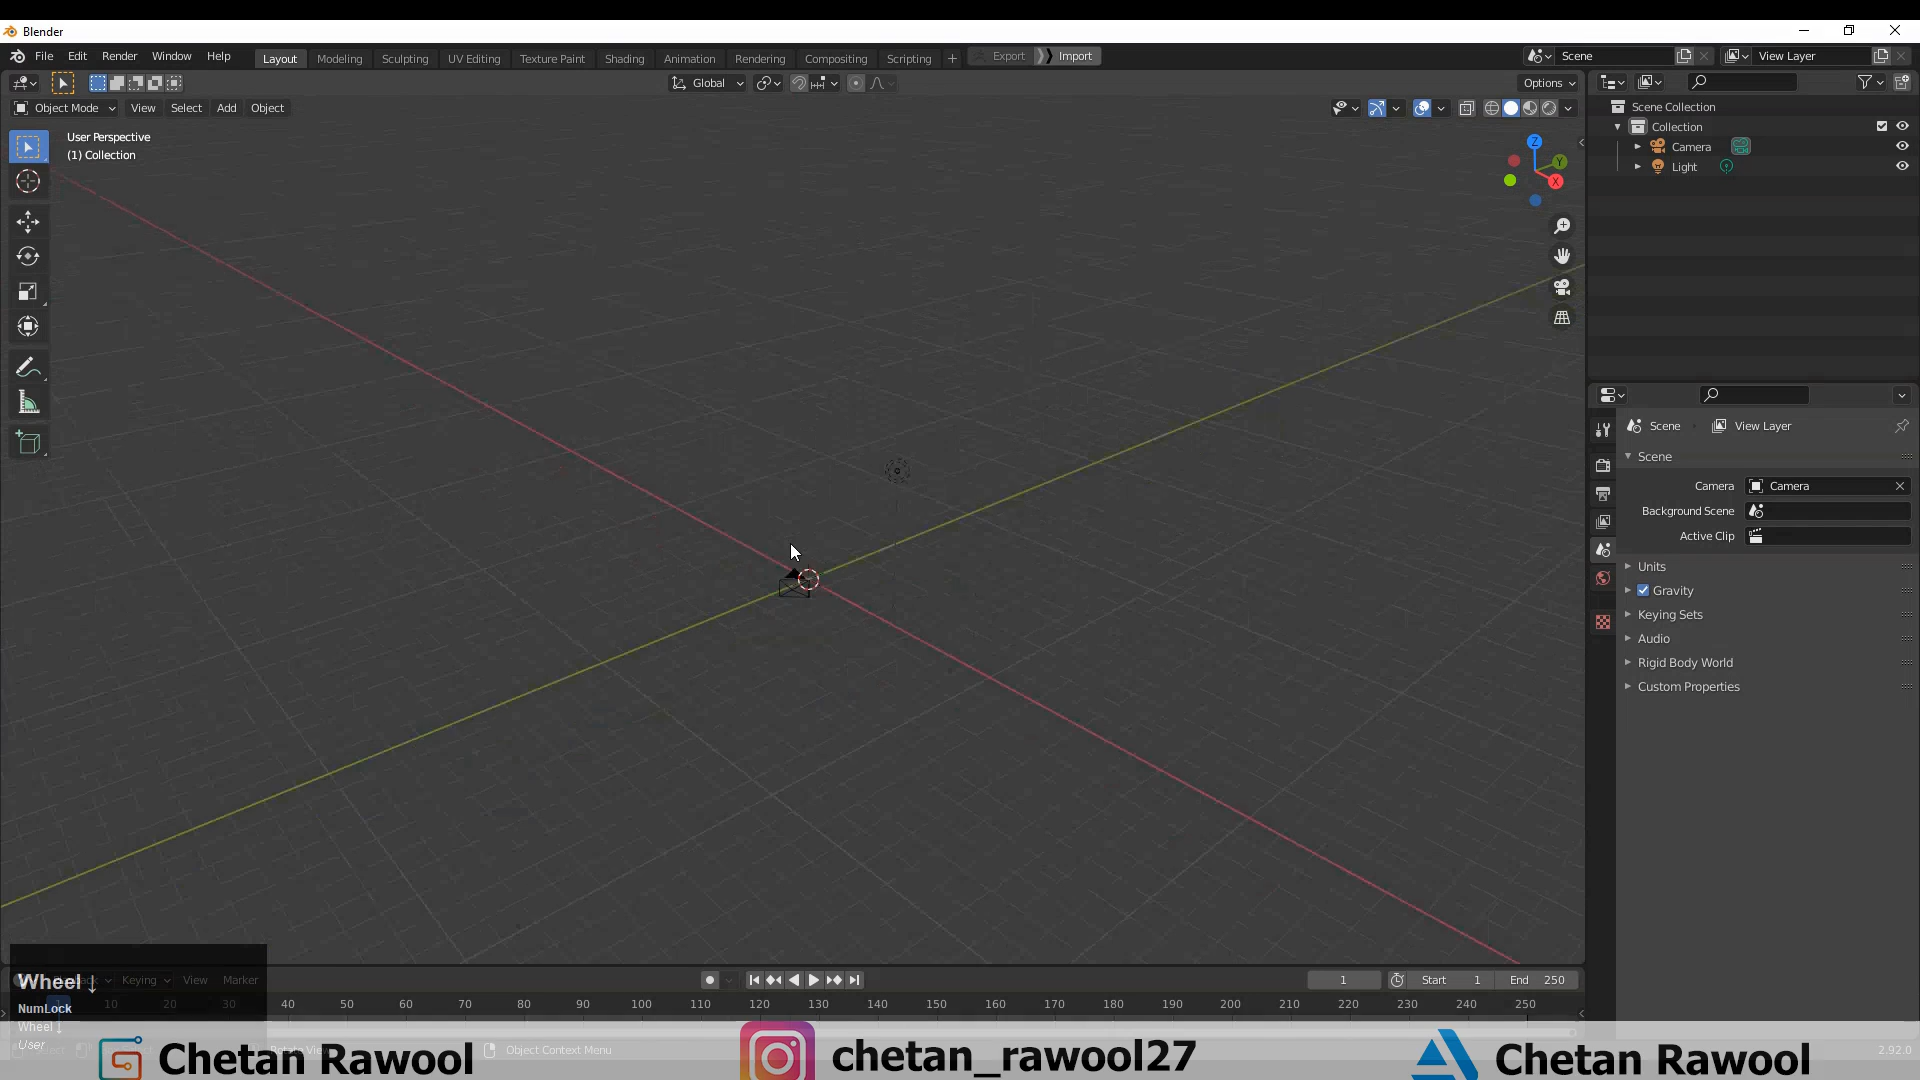 Blender
File Edit Render Window Help Layout Modeling Sculpting UV Editing Texture Paint Shading Animation Rendering Compositing Scripting + Export Import Scene View Layer
Global Options
Object Mode View Select Add Object
User Perspective
(1) Collection
Z
Y
X
Scene Collection
Collection
Camera
Light
Scene View Layer
Scene
Camera Camera
Background Scene
Active Clip
Units
Gravity
Keying Sets
Audio
Rigid Body World
Custom Properties
Keying View Marker 1 Start 1 End 250
Wheel ↓
1 10 20 30 40 50 60 70 80 90 100 110 120 130 140 150 160 170 180 190 200 210 220 230 240 250
NumLock
Wheel ↓
User
Object Context Menu 2.92.0
Chetan Rawool chetan_rawool27 Chetan Rawool